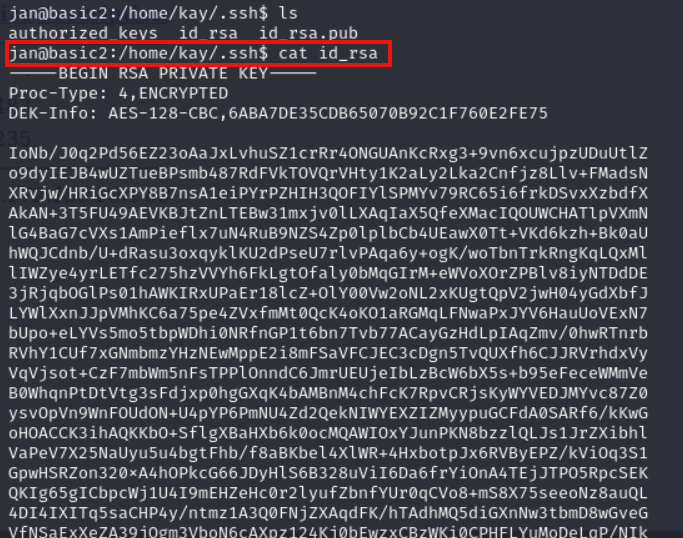 jan@basic2:/home/kay/.ssh$ ls
authorized_keys  id_rsa  id_rsa.pub
jan@basic2:/home/kay/.ssh$ cat id_rsa
-----BEGIN RSA PRIVATE KEY-----
Proc-Type: 4,ENCRYPTED
DEK-Info: AES-128-CBC,6ABA7DE35CDB65070B92C1F760E2FE75
IoNb/J0q2Pd56EZ23oAaJxLvhuSZ1crRr4ONGUAnKcRxg3+9vn6xcujpzUDuUtlZ
o9dyIEJB4wUZTueBPsmb487RdFVkTOVQrVHty1K2aLy2Lka2Cnfjz8Llv+FMadsN
XRvjw/HRiGcXPY8B7nsA1eiPYrPZHIH3QOFIYlSPMYv79RC65i6frkDSvxXzbdfX
AkAN+3T5FU49AEVKBJtZnLTEBw31mxjv0lLXAqIaX5QfeXMacIQOUWCHATlpVXmN
lG4BaG7cVXs1AmPieflx7uN4RuB9NZS4Zp0lplbCb4UEawX0Tt+VKd6kzh+Bk0aU
hWQJCdnb/U+dRasu3oxqyklKU2dPseU7rlvPAqa6y+ogK/woTbnTrkRngKqLQxMl
lIWZye4yrLETfc275hzVVYh6FkLgtOfaly0bMqGIrM+eWVoXOrZPBlv8iyNTDdDE
3jRjqbOGlPs01hAWKIRxUPaEr18lcZ+OlY00Vw2oNL2xKUgtQpV2jwH04yGdXbfJ
LYWlXxnJJpVMhKC6a75pe4ZVxfmMt0QcK4oKO1aRGMqLFNwaPxJYV6HauUoVExN7
bUpo+eLYVs5mo5tbpWDhi0NRfnGP1t6bn7Tvb77ACayGzHdLpIAqZmv/0hwRTnrb
RVhY1CUf7xGNmbmzYHzNEwMppE2i8mFSaVFCJEC3cDgn5TvQUXfh6CJJRVrhdxVy
VqVjsot+CzF7mbWm5nFsTPPlOnndC6JmrUEUjeIbLzBcW6bX5s+b95eFeceWMmVe
B0WhqnPtDtVtg3sFdjxp0hgGXqK4bAMBnM4chFcK7RpvCRjsKyWYVEDJMYvc87Z0
ysvOpVn9WnFOUdON+U4pYP6PmNU4Zd2QekNIWYEXZIZMyypuGCFdA0SARf6/kKwG
oHOACCK3ihAQKKbO+SflgXBaHXb6k0ocMQAWIOxYJunPKN8bzzlQLJs1JrZXibhl
VaPeV7X25NaUyu5u4bgtFhb/f8aBKbel4XlWR+4HxbotpJx6RVByEPZ/kViOq3S1
GpwHSRZon320×A4hOPkcG66JDyHlS6B328uViI6Da6frYiOnA4TEjJTPO5RpcSEK
QKIg65gICbpcWj1U4I9mEHZeHc0r2lyufZbnfYUr0qCVo8+mS8X75seeoNz8auQL
4DI4IXITq5saCHP4y/ntmz1A3Q0FNjZXAqdFK/hTAdhMQ5diGXnNw3tbmD8wGveG
VfNSaExXeZA39jOgm3VboN6cAXpz124Kj0bEwzxCBzWKi0CPHFLYuMoDeLqP/NIk